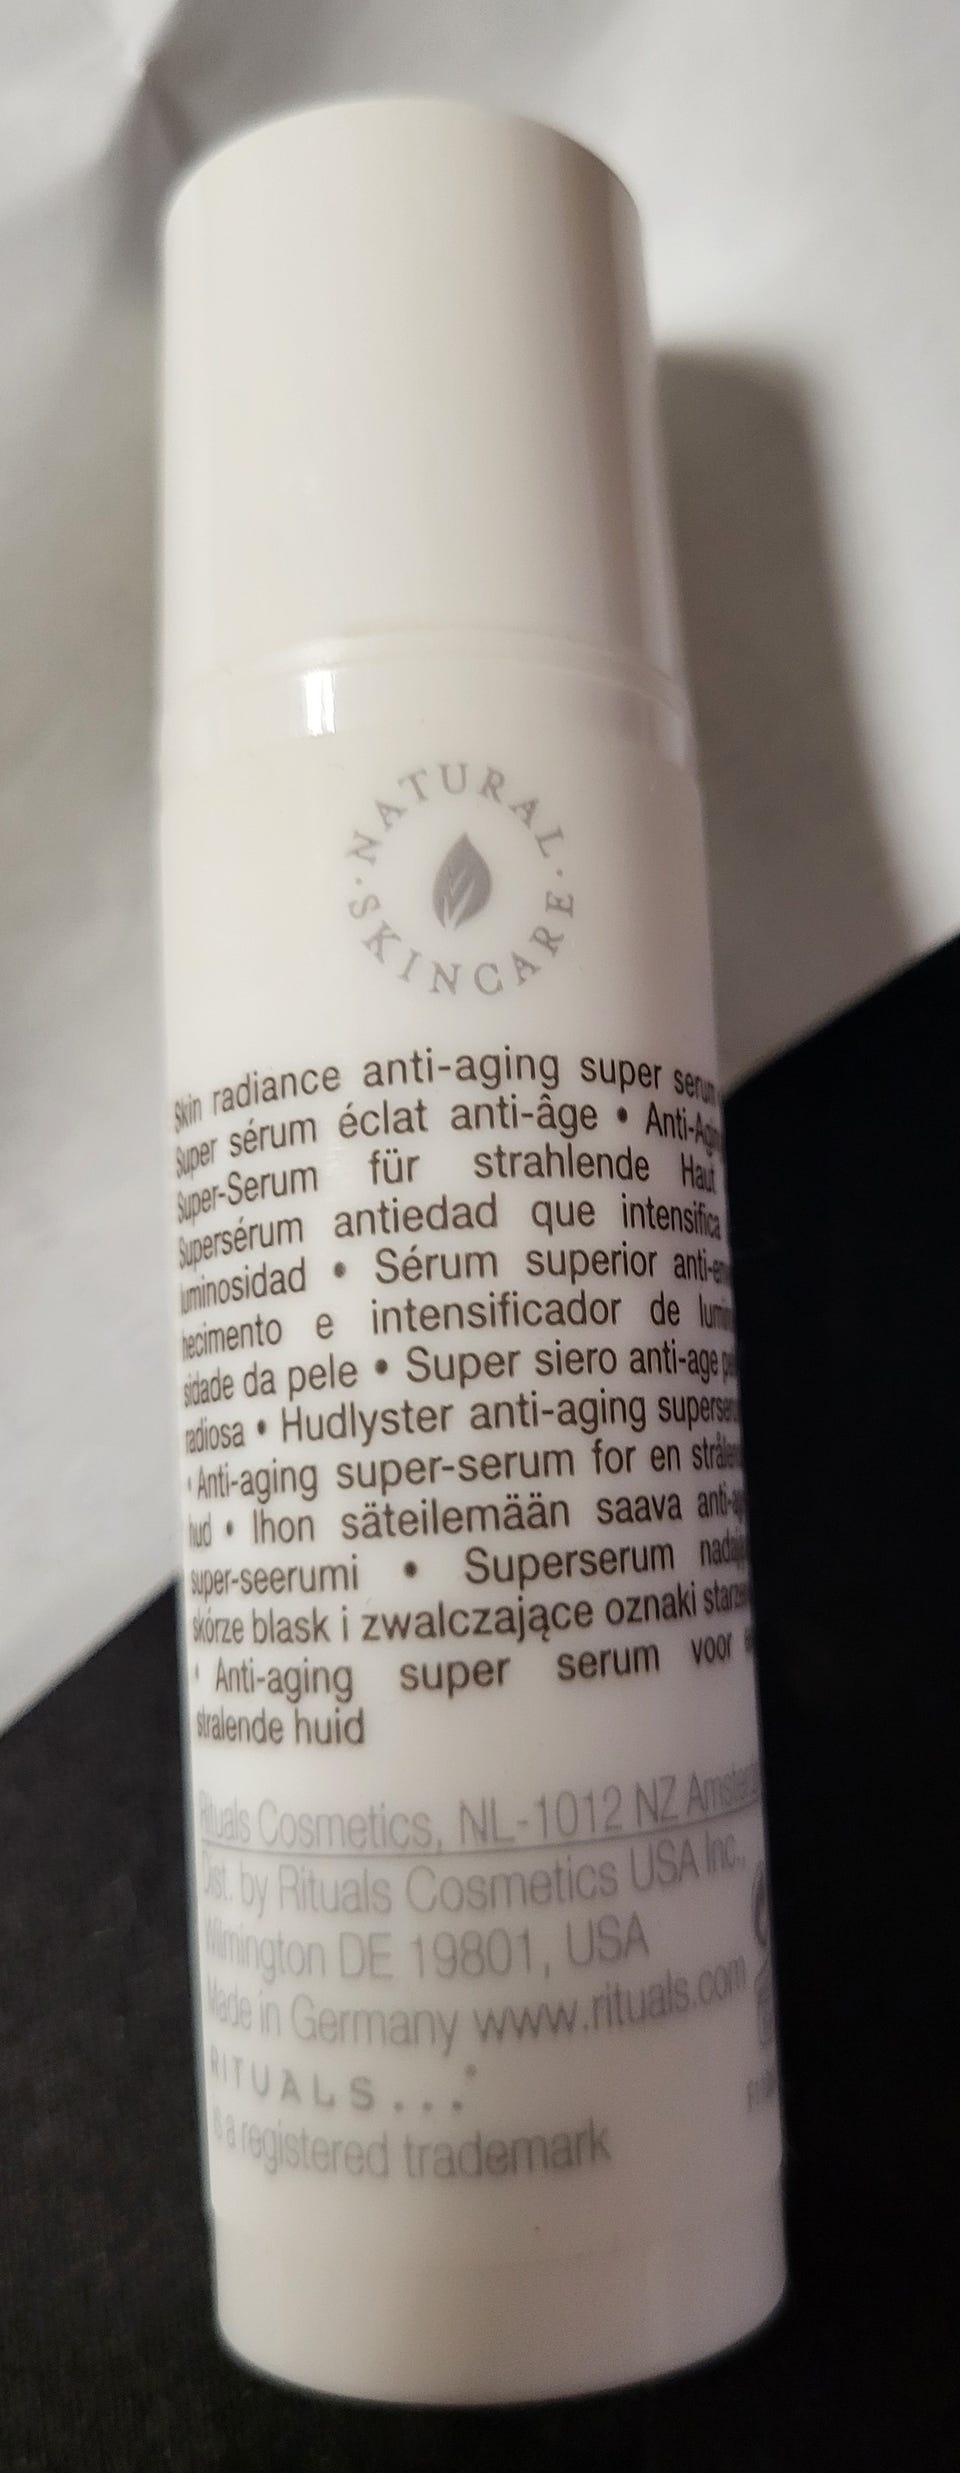 · NATURAL ·
SKINCARE
Skin radiance anti-aging super serum
Super sérum éclat anti-âge • Anti-Aging
Super-Serum für strahlende Haut
Supersérum antiedad que intensifica
luminosidad • Sérum superior
hecimento e intensificador de
sidade da pele • Super siero anti-age
radiosa • Hudlyster anti-aging
• Anti-aging super-serum for en
hud • Ihon säteilemään saava
super-seerumi • Superserum
skórze blask i zwalczające oznaki
• Anti-aging super serum voor
stralende huid
Rituals Cosmetics, NL-1012 NZ
Dist. by Rituals Cosmetics USA Inc.,
Wilmington DE 19801, USA
Made in Germany www.rituals.com
RITUALS...
is a registered trademark